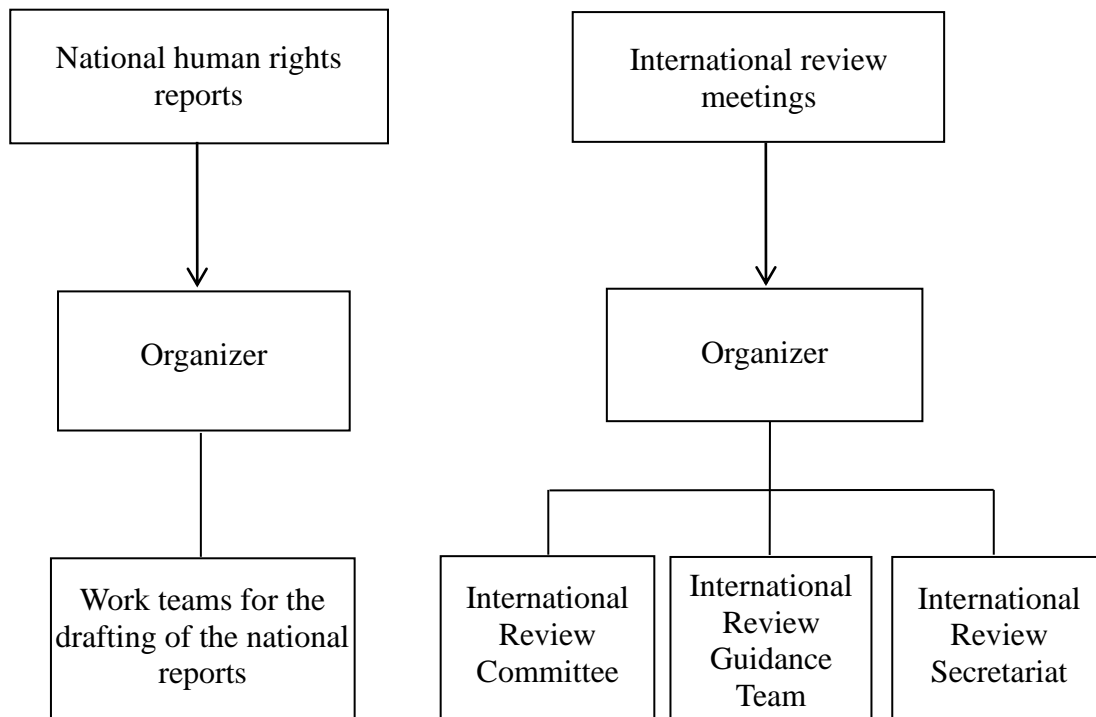 National human rights
reports
International review
meetings
Organizer
Organizer
Work teams for the
drafting of the national
reports
International
Review
Committee
International
Review
Guidance
Team
International
Review
Secretariat